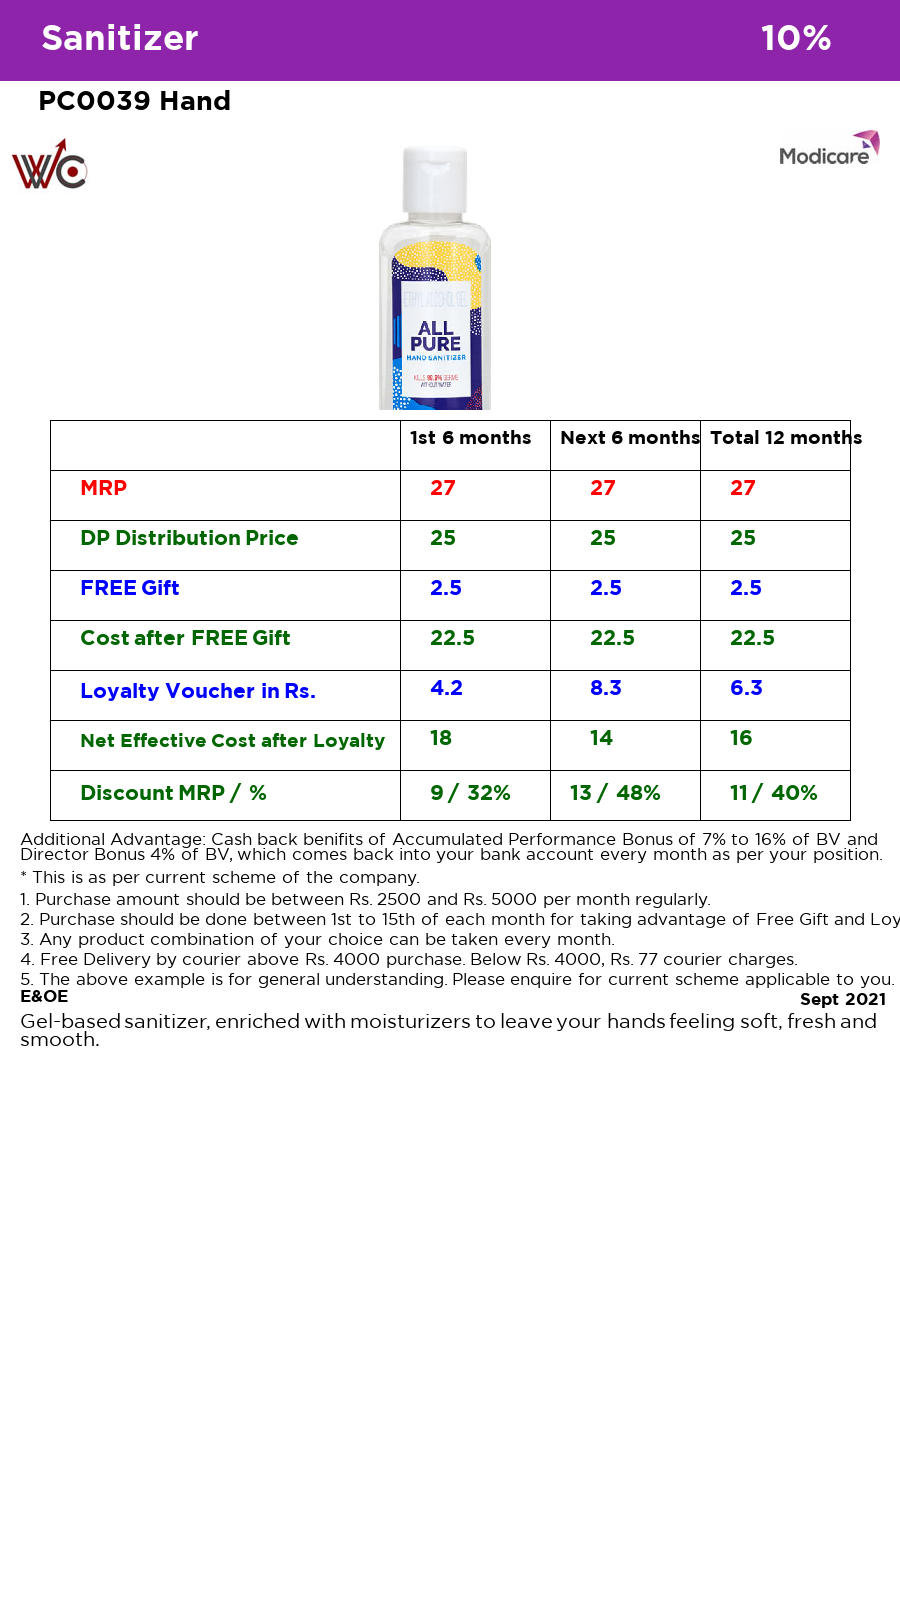 Sanitizer 10%
PC0039 Hand
WC
Modicare
ETHYL ALCOHOL GEL
ALL
PURE
HAND SANITIZER
KILLS 99.9% GERMS
WITHOUT WATER
1st 6 months Next 6 months Total 12 months
MRP 27 27 27
DP Distribution Price 25 25 25
FREE Gift 2.5 2.5 2.5
Cost after FREE Gift 22.5 22.5 22.5
Loyalty Voucher in Rs. 4.2 8.3 6.3
Net Effective Cost after Loyalty 18 14 16
Discount MRP / % 9 / 32% 13 / 48% 11 / 40%
Additional Advantage: Cash back benifits of Accumulated Performance Bonus of 7% to 16% of BV and
Director Bonus 4% of BV, which comes back into your bank account every month as per your position.
* This is as per current scheme of the company.
1. Purchase amount should be between Rs. 2500 and Rs. 5000 per month regularly.
2. Purchase should be done between 1st to 15th of each month for taking advantage of Free Gift and Loy
3. Any product combination of your choice can be taken every month.
4. Free Delivery by courier above Rs. 4000 purchase. Below Rs. 4000, Rs. 77 courier charges.
5. The above example is for general understanding. Please enquire for current scheme applicable to you.
E&OE
Sept 2021
Gel-based sanitizer, enriched with moisturizers to leave your hands feeling soft, fresh and
smooth.